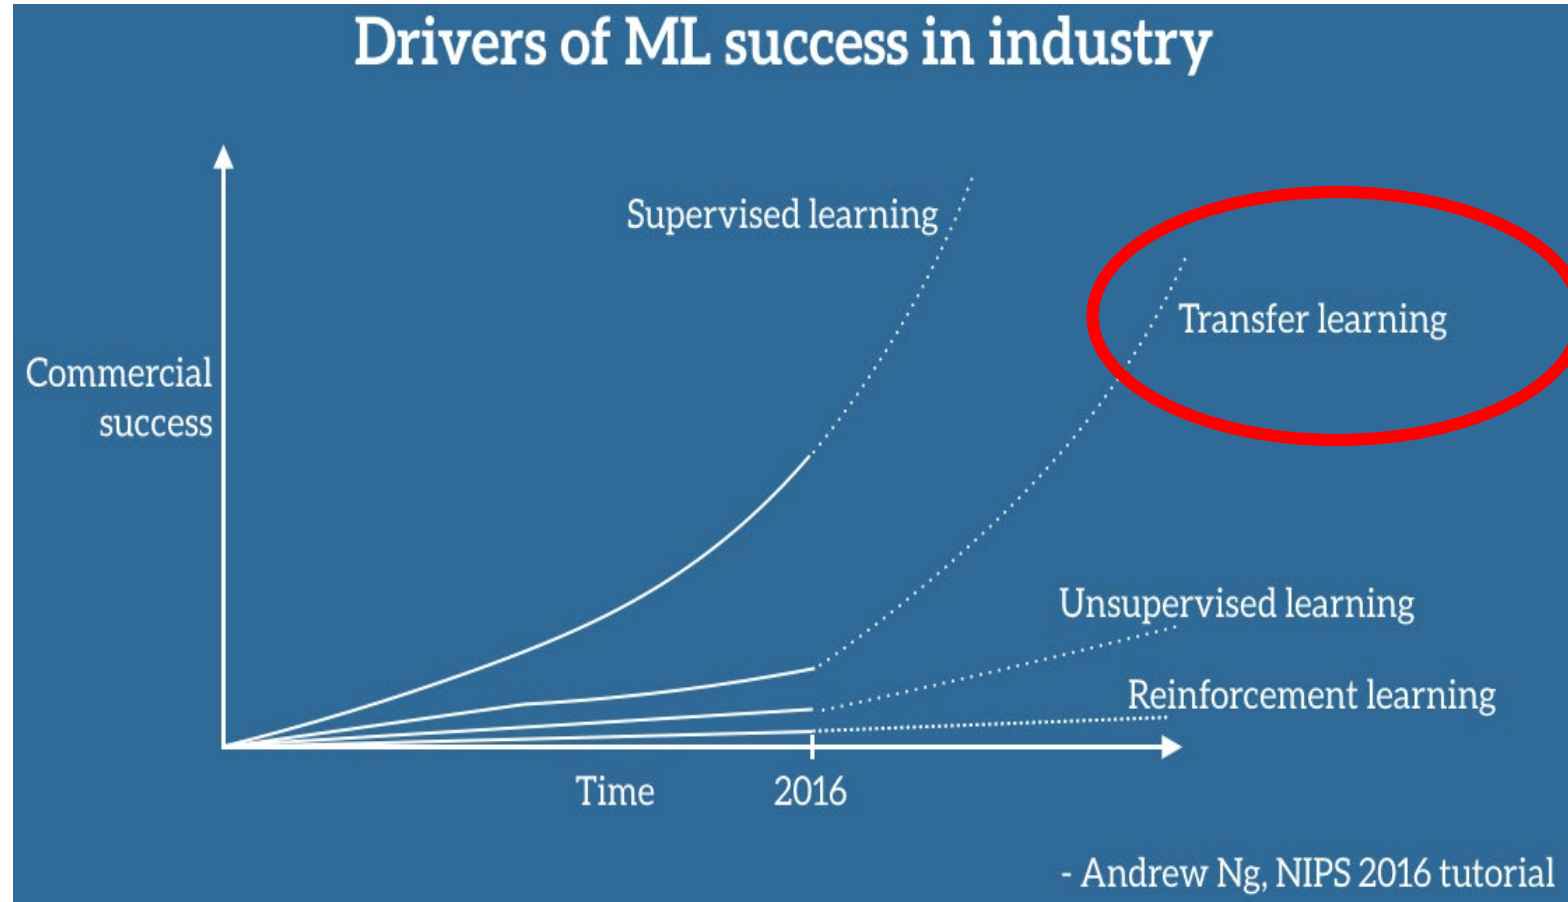 Drivers of ML success in industry
Supervised learning
Transfer learning
Commercial
success
Unsupervised learning
Reinforcement learning
Time
2016
- Andrew Ng, NIPS 2016 tutorial